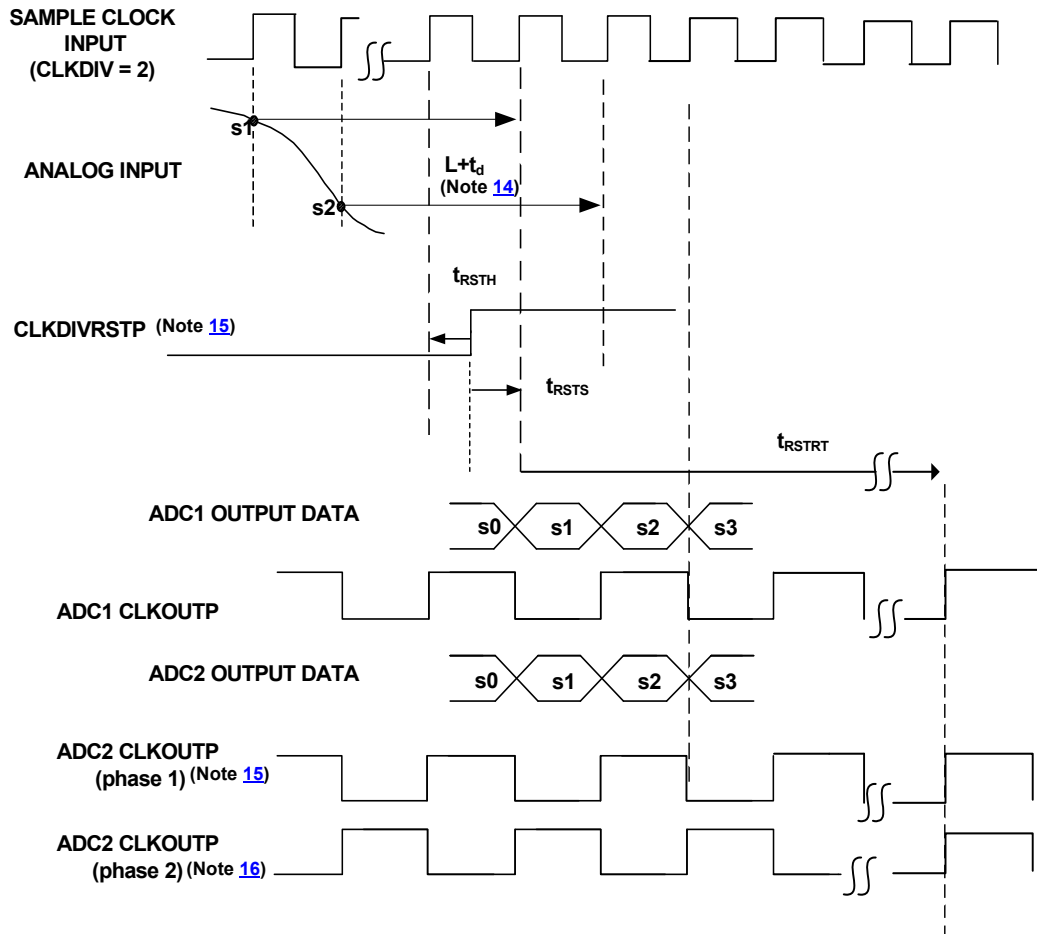 SAMPLE CLOCK
INPUT
(CLKDIV = 2)
s1
ANALOG INPUT
L+td
(Note 14)
s2
tRSTH
CLKDIVRSTP (Note 15)
tRSTS
tRSTRT
ADC1 OUTPUT DATA
s0 s1 s2 s3
ADC1 CLKOUTP
ADC2 OUTPUT DATA
s0 s1 s2 s3
ADC2 CLKOUTP
(phase 1) (Note 15)
ADC2 CLKOUTP
(phase 2) (Note 16)